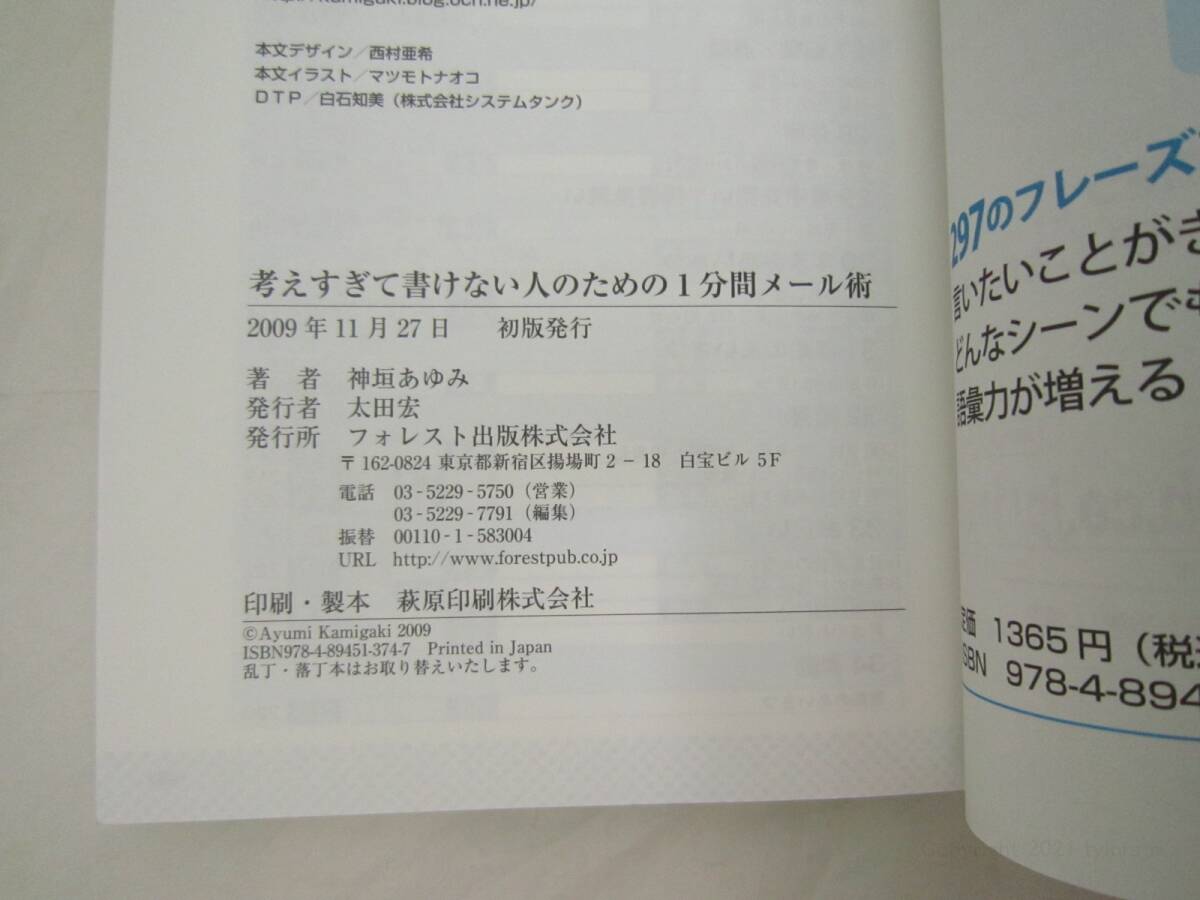 kamigaki.blog.ocn.ne.jp/
本文デザイン/西村亜希
本文イラスト/マツモトナオコ
DTP/白石知美(株式会社システムタンク)
考えすぎて書けない人のための1分間メール術
2009年11月27日 初版発行
著 者 神垣あゆみ
発行者 太田宏
発行所 フォレスト出版株式会社
〒162-0824 東京都新宿区揚場町2-18 白宝ビル5F
電話 03-5229-5750(営業)
03-5229-7791(編集)
振替 00110-1-583004
URL http://www.forestpub.co.jp
印刷・製本 萩原印刷株式会社
©Ayumi Kamigaki 2009
ISBN978-4-89451-374-7 Printed in Japan
乱丁・落丁本はお取り替えいたします。
297のフレーズ
言いたいことがき
どんなシーンでも
語彙力が増える
定価 1365円(税
ISBN 978-4-894